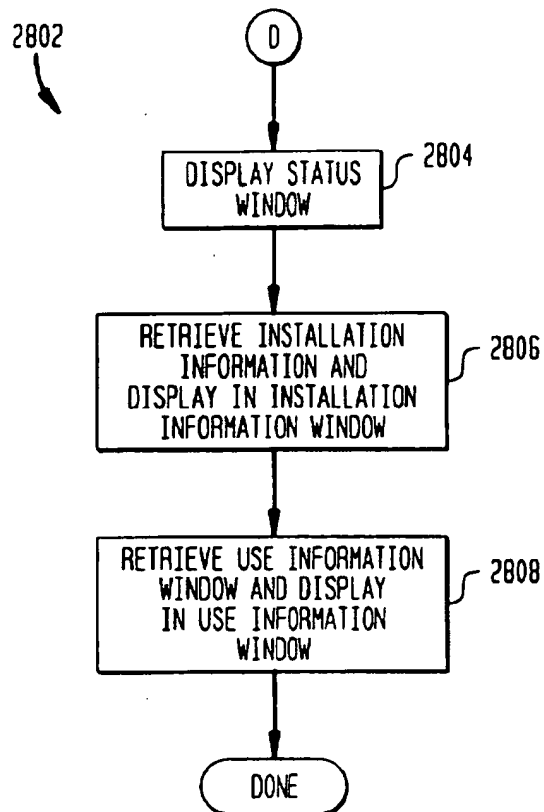 2802
D
DISPLAY STATUS
WINDOW
2804
RETRIEVE INSTALLATION
INFORMATION AND
DISPLAY IN INSTALLATION
INFORMATION WINDOW
2806
RETRIEVE USE INFORMATION
WINDOW AND DISPLAY
IN USE INFORMATION
WINDOW
2808
DONE